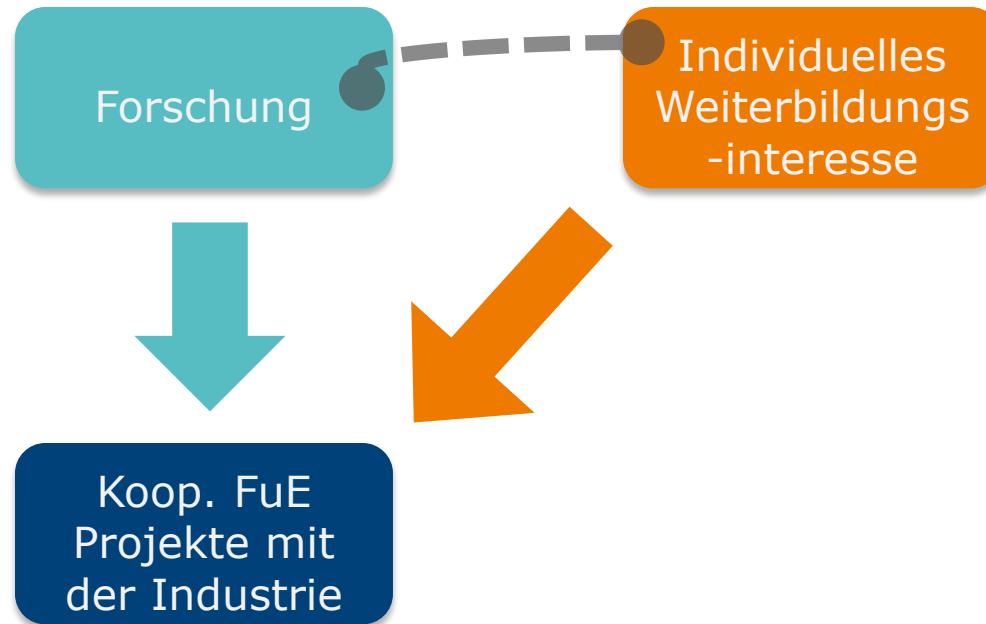 Forschung
Individuelles
Weiterbildungs
-interesse
Koop. FuE
Projekte mit
der Industrie